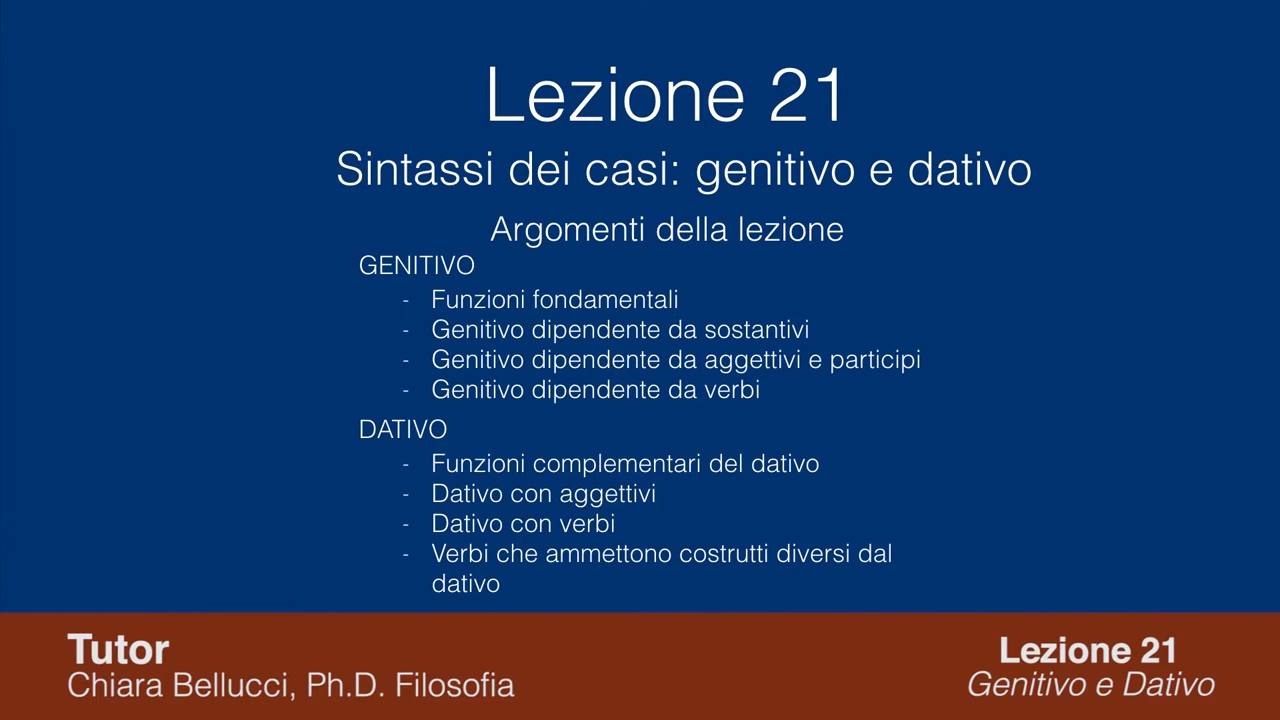 Lezione 21
Sintassi dei casi: genitivo e dativo
Argomenti della lezione
GENITIVO
- Funzioni fondamentali
- Genitivo dipendente da sostantivi
- Genitivo dipendente da aggettivi e participi
- Genitivo dipendente da verbi
DATIVO
- Funzioni complementari del dativo
- Dativo con aggettivi
- Dativo con verbi
- Verbi che ammettono costrutti diversi dal
dativo
Tutor
Chiara Bellucci, Ph.D. Filosofia
Lezione 21
Genitivo e Dativo